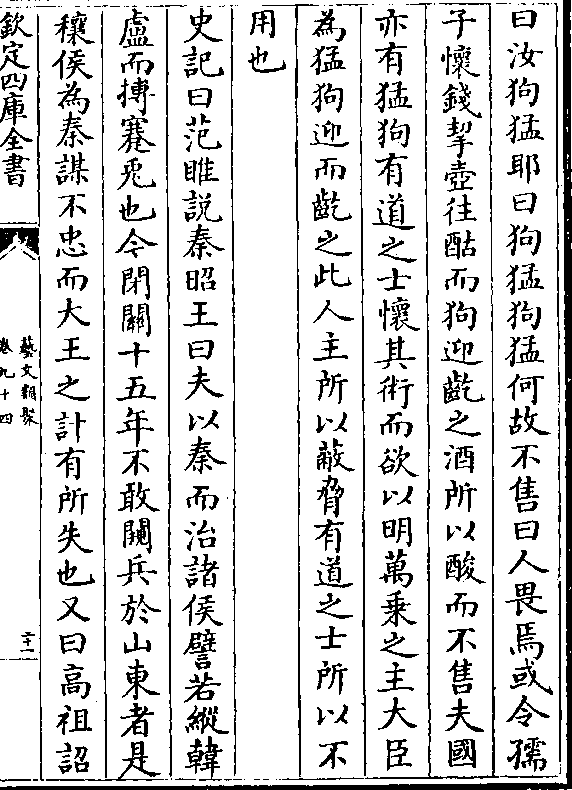 曰汝狗猛耶曰狗猛狗猛何故不售曰人畏焉或令孺
子懷錢挈壺往酤而狗迎齕之酒所以酸而不售夫國
亦有猛狗有道之士懷其術而欲以明萬乘之主大臣
為猛狗迎而齕之此人主所以蔽脅有道之士所以不
用也
史記曰范雎說秦昭王曰夫以秦而治諸侯譬若縱韓
盧而搏蹇兎也今閉關十五年不敢闚兵於山東者是
穰侯為秦謀不忠而大王之計有所失也又曰高祖詔
欽定四庫全書
藝文類聚
卷九十四